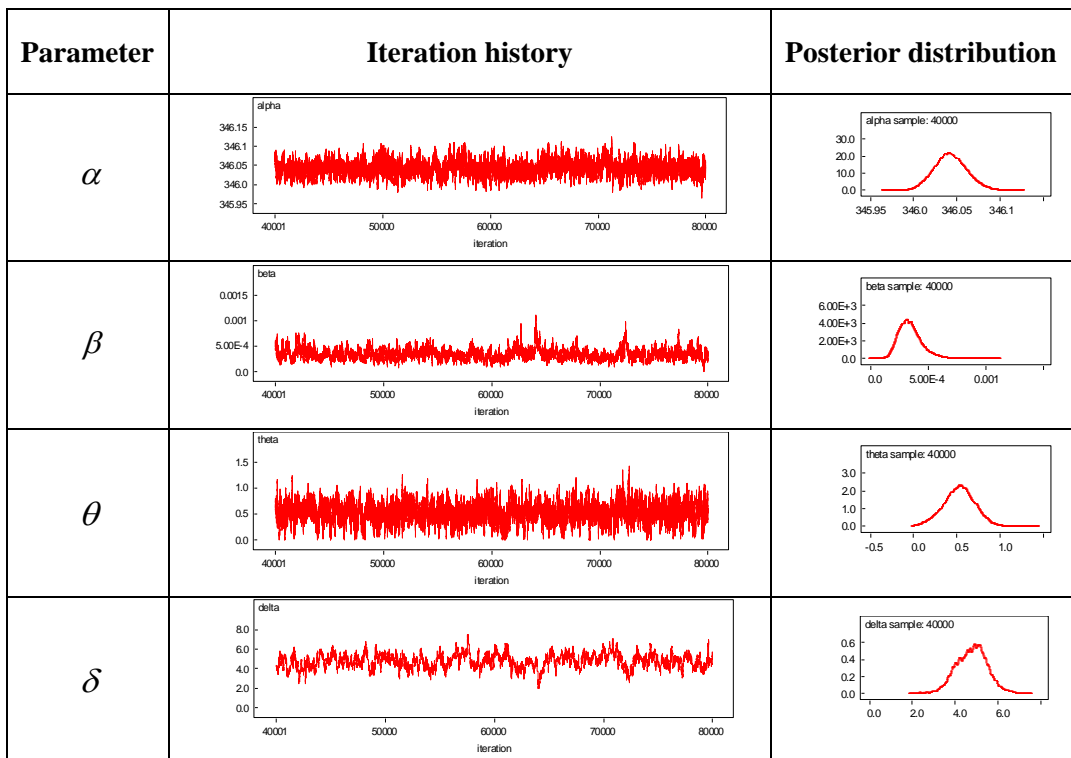 Parameter Iteration history Posterior distribution
α
alpha
346.15
346.1
346.05
346.0
345.95
40001 50000 60000 70000 80000
iteration
alpha sample: 40000
30.0
20.0
10.0
0.0
345.95 346.0 346.05 346.1
β
beta
0.0015
0.001
5.00E-4
0.0
40001 50000 60000 70000 80000
iteration
beta sample: 40000
6.00E+3
4.00E+3
2.00E+3
0.0
0.0 5.00E-4 0.001
θ
theta
1.5
1.0
0.5
0.0
40001 50000 60000 70000 80000
iteration
theta sample: 40000
3.0
2.0
1.0
0.0
-0.5 0.0 0.5 1.0
δ
delta
8.0
6.0
4.0
2.0
0.0
40001 50000 60000 70000 80000
iteration
delta sample: 40000
0.6
0.4
0.2
0.0
0.0 2.0 4.0 6.0